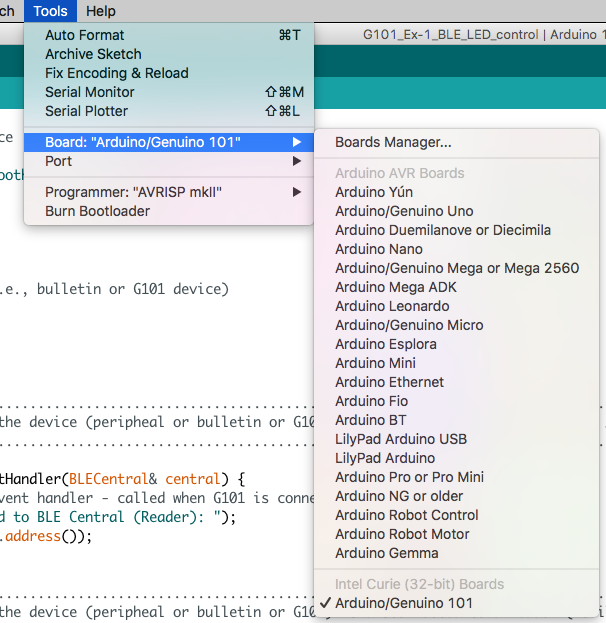 ch Tools Help
G101_Ex-1_BLE_LED_control | Arduino 1
Auto Format ⌘T
Archive Sketch
Fix Encoding & Reload
Serial Monitor ⇧⌘M
Serial Plotter ⇧⌘L
Board: "Arduino/Genuino 101" ▶
Port ▶
Programmer: "AVRISP mkII" ▶
Burn Bootloader
Boards Manager...
Arduino AVR Boards
Arduino Yún
Arduino/Genuino Uno
Arduino Duemilanove or Diecimila
Arduino Nano
Arduino/Genuino Mega or Mega 2560
Arduino Mega ADK
Arduino Leonardo
Arduino/Genuino Micro
Arduino Esplora
Arduino Mini
Arduino Ethernet
Arduino Fio
Arduino BT
LilyPad Arduino USB
LilyPad Arduino
Arduino Pro or Pro Mini
Arduino NG or older
Arduino Robot Control
Arduino Robot Motor
Arduino Gemma
Intel Curie (32-bit) Boards
✓ Arduino/Genuino 101
ce
ooth
.e., bulletin or G101 device)
the device (peripheal or bulletin or G10
tHandler(BLECentral& central) {
vent handler - called when G101 is conne
d to BLE Central (Reader): ");
.address());
the device (peripheal or bulletin or G10